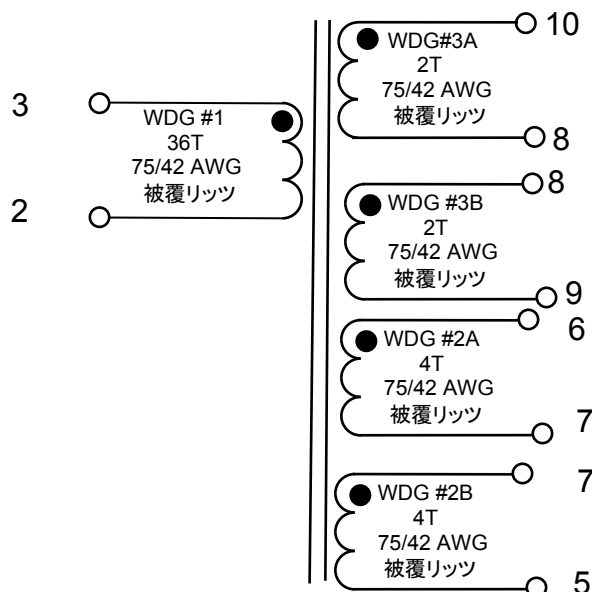 3
WDG #1
36T
75/42 AWG
被覆リッツ
2
10
WDG#3A
2T
75/42 AWG
被覆リッツ
8
8
WDG #3B
2T
75/42 AWG
被覆リッツ
9
6
WDG #2A
4T
75/42 AWG
被覆リッツ
7
7
WDG #2B
4T
75/42 AWG
被覆リッツ
5